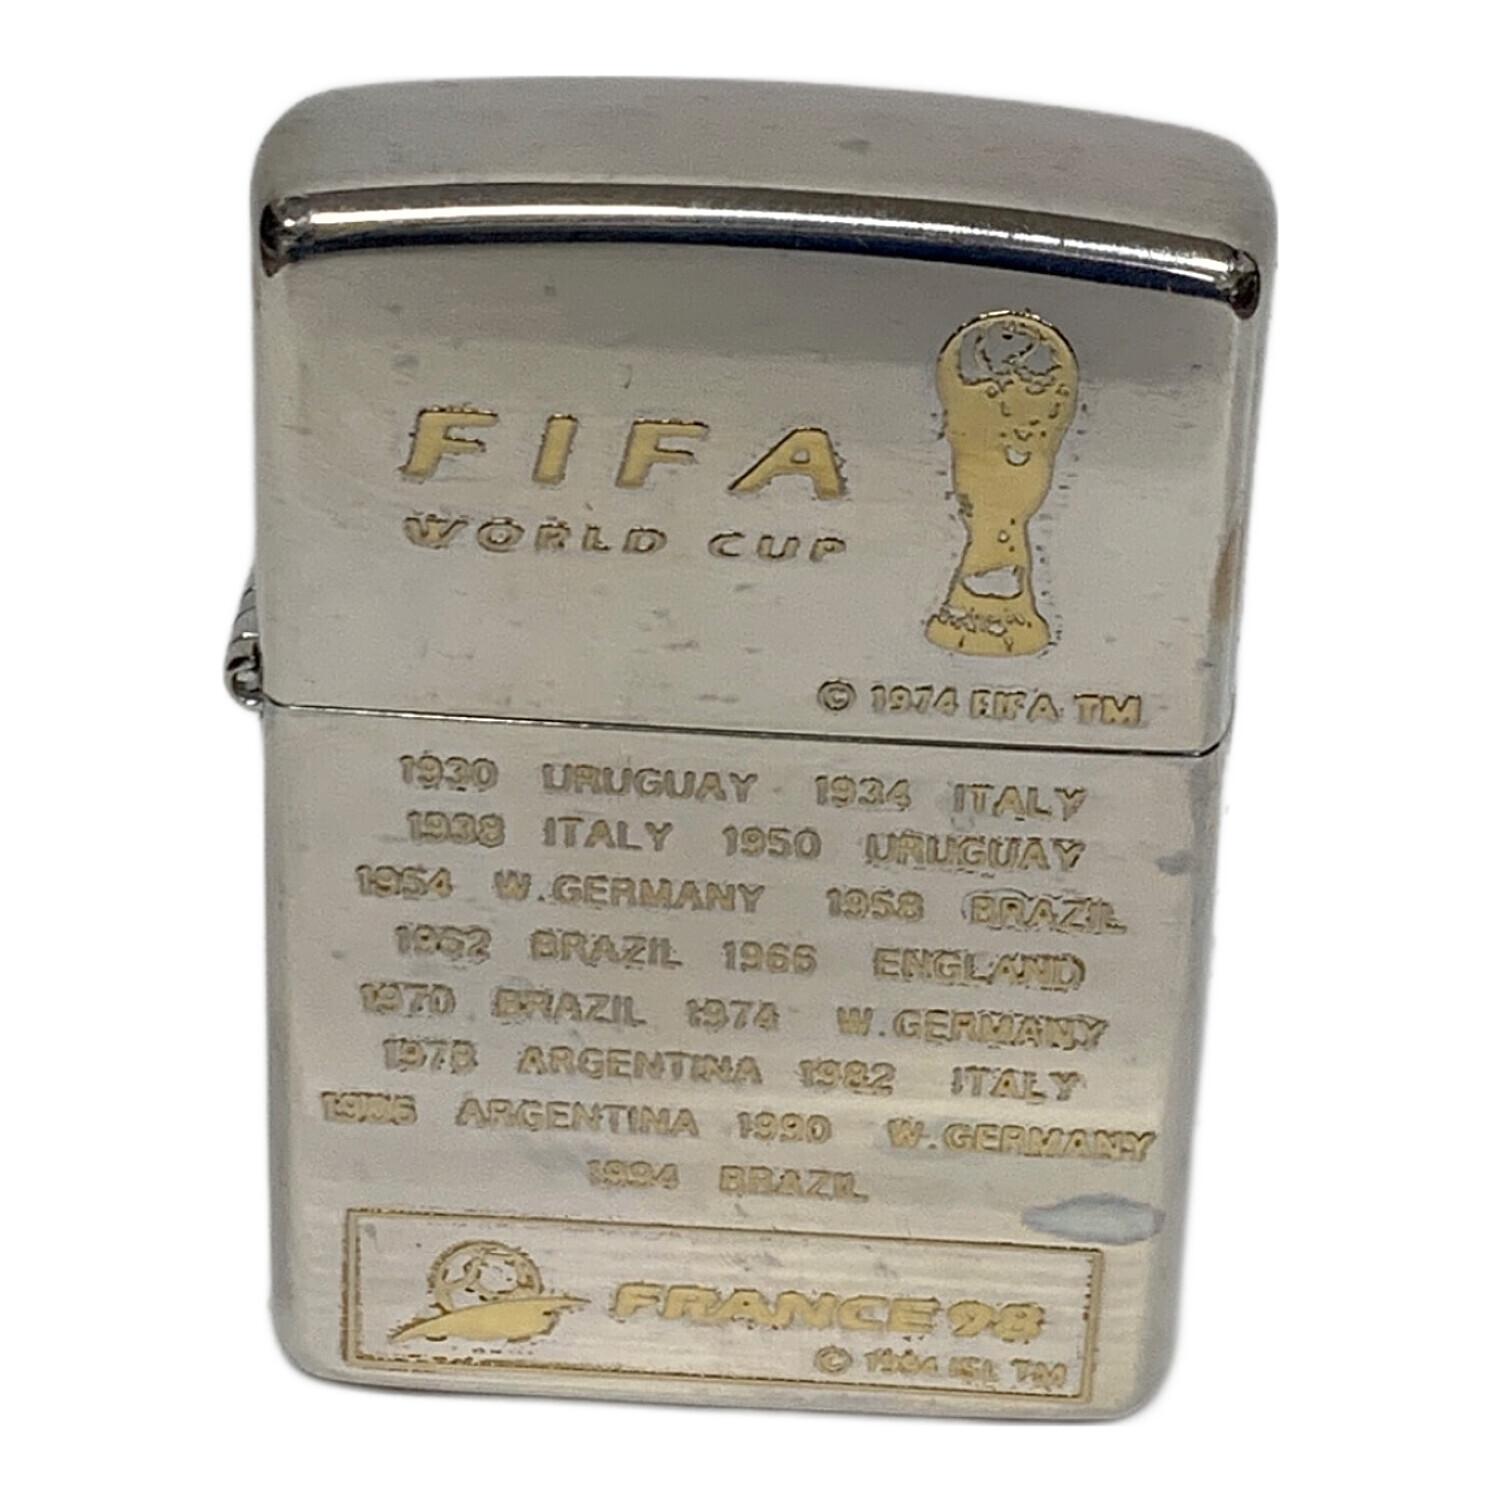 FIFA
WORLD CUP
© 1974 FIFA TM
1930 URUGUAY 1934 ITALY
1938 ITALY 1950 URUGUAY
1954 W.GERMANY 1958 BRAZIL
1962 BRAZIL 1966 ENGLAND
1970 BRAZIL 1974 W.GERMANY
1978 ARGENTINA 1982 ITALY
1986 ARGENTINA 1990 W.GERMANY
1994 BRAZIL
FRANCE 98
© 1994 ISL TM